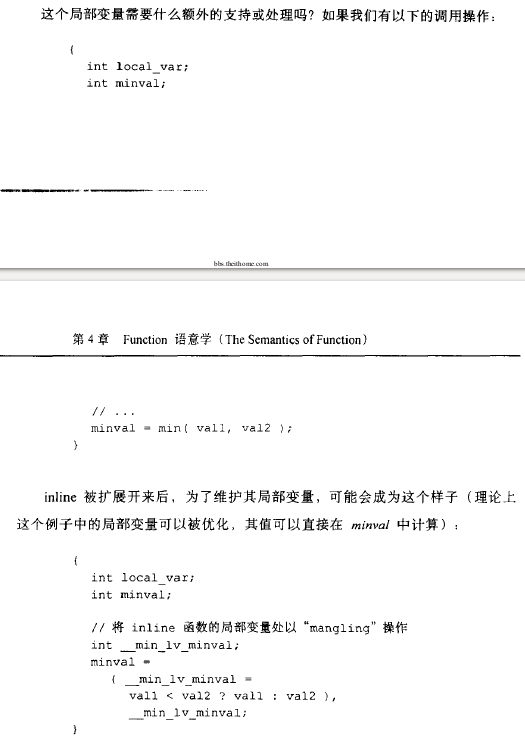 这个局部变量需要什么额外的支持或处理吗？如果我们有以下的调用操作：
{
int local_var;
int minval;
bbs.theithome.com
第 4 章 Function 语意学（The Semantics of Function）
// ...
minval = min( val1, val2 );
}
inline 被扩展开来后，为了维护其局部变量，可能会成为这个样子（理论上
这个例子中的局部变量可以被优化，其值可以直接在 minval 中计算）：
{
int local_var;
int minval;
// 将 inline 函数的局部变量处以“mangling”操作
int __min_lv_minval;
minval =
( __min_lv_minval =
val1 < val2 ? val1 : val2 ),
__min_lv_minval;
}